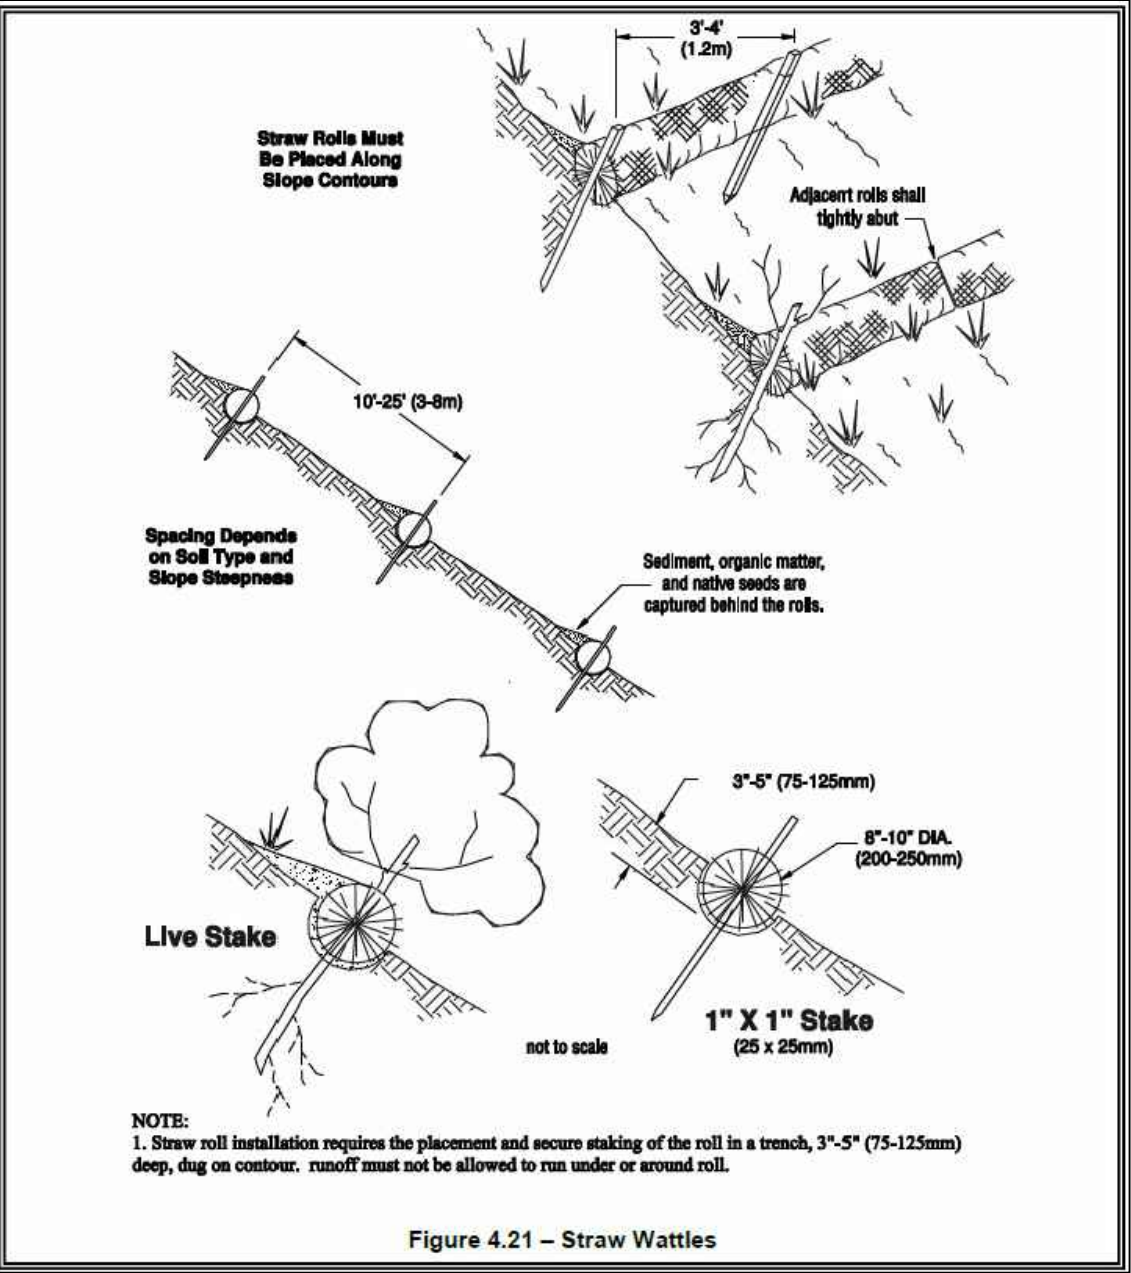 3'-4'
(1.2m)
Straw Rolls Must
Be Placed Along
Slope Contours
Adjacent rolls shall
tightly abut
10'-25' (3-8m)
Spacing Depends
on Soil Type and
Slope Steepness
Sediment, organic matter,
and native seeds are
captured behind the rolls.
3"-5" (75-125mm)
8"-10" DIA.
(200-250mm)
Live Stake
1" X 1" Stake
(25 x 25mm)
not to scale
NOTE:
1. Straw roll installation requires the placement and secure staking of the roll in a trench, 3"-5" (75-125mm)
deep, dug on contour. runoff must not be allowed to run under or around roll.
Figure 4.21 – Straw Wattles